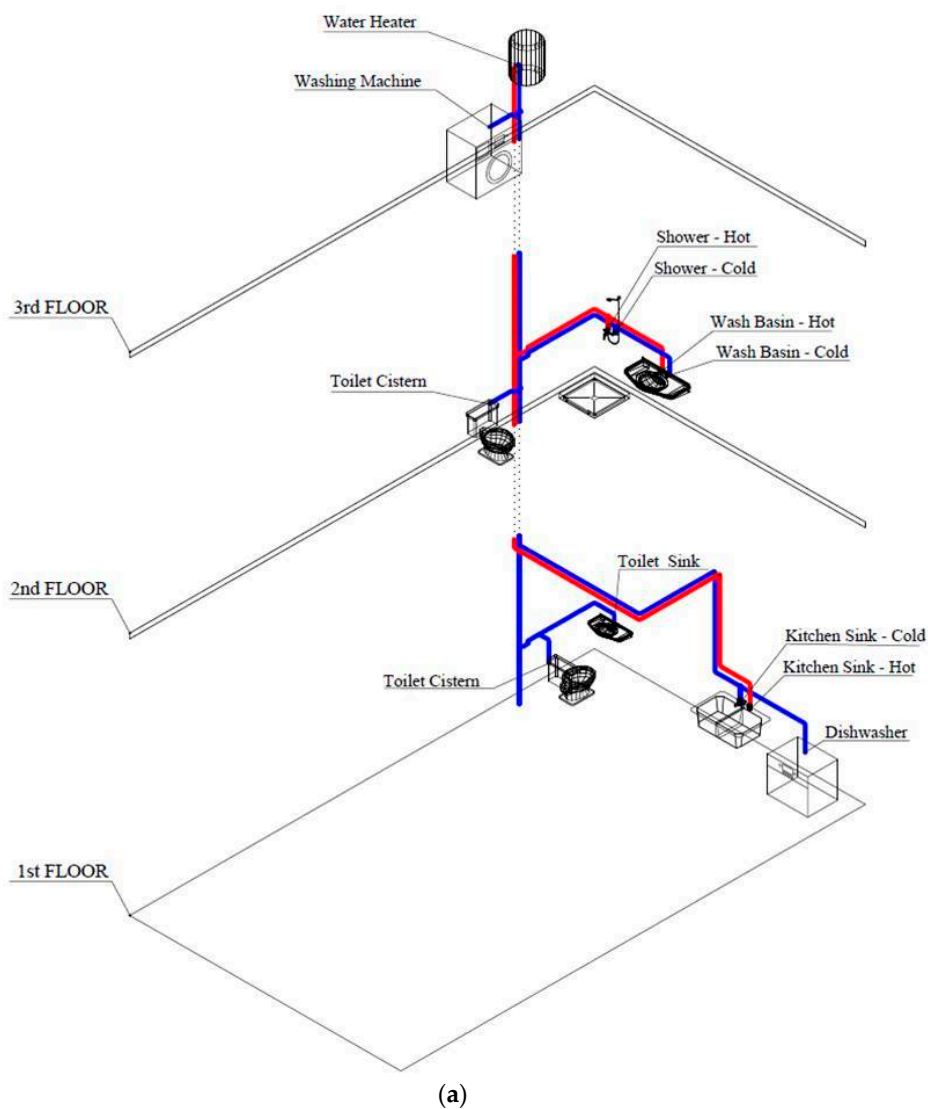 Water Heater
Washing Machine
Shower - Hot
Shower - Cold
3rd FLOOR
Wash Basin - Hot
Wash Basin - Cold
Toilet Cistern
Toilet Sink
2nd FLOOR
Kitchen Sink - Cold
Toilet Cistern
Kitchen Sink - Hot
Dishwasher
1st FLOOR
(a)